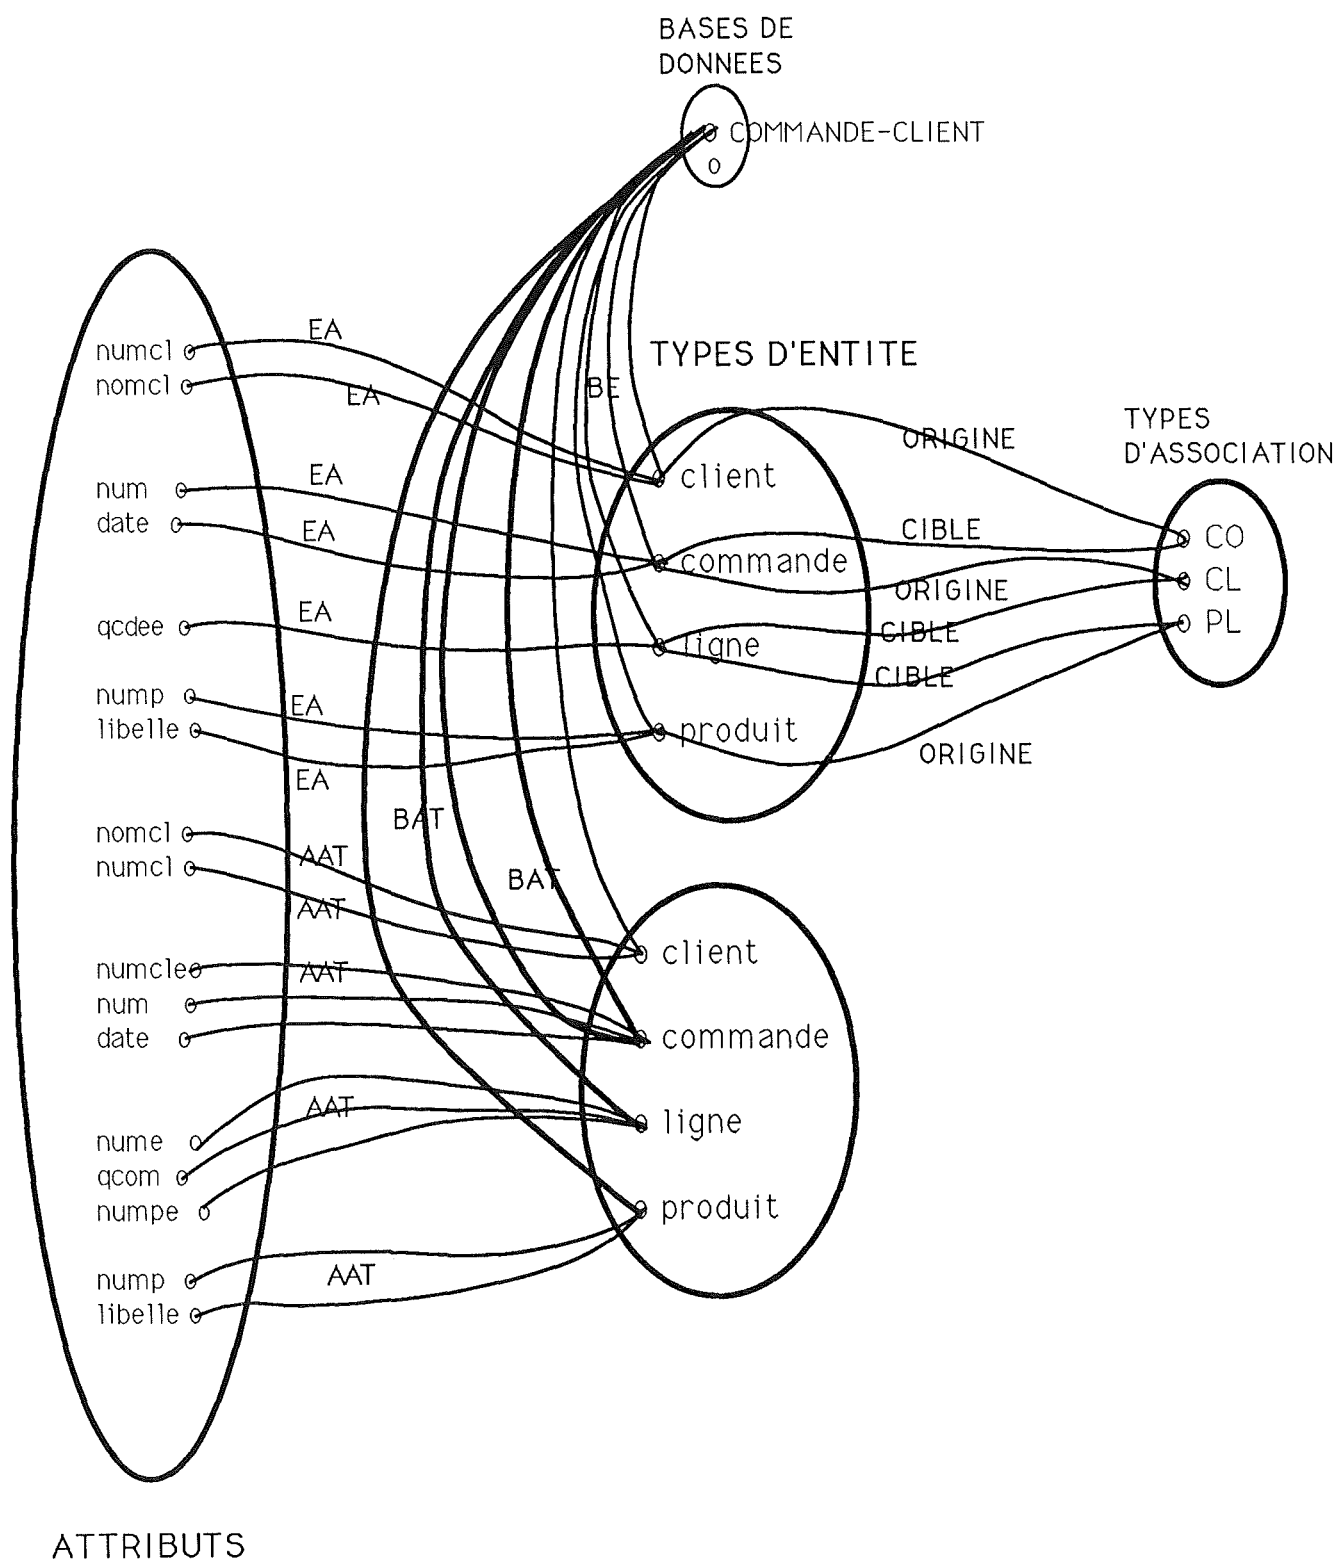 BASES DE
DONNEES
COMMANDE-CLIENT
TYPES D'ENTITE
TYPES
D'ASSOCIATION
numcl
nomcl
num
date
qcdee
nump
libelle
nomcl
numcl
numcle
num
date
nume
qcom
numpe
nump
libelle
EA
EA
EA
EA
EA
EA
EA
AAT
AAT
AAT
AAT
AAT
BE
BAT
BAT
client
commande
ligne
produit
client
commande
ligne
produit
ORIGINE
CIBLE
ORIGINE
CIBLE
CIBLE
ORIGINE
CO
CL
PL
ATTRIBUTS